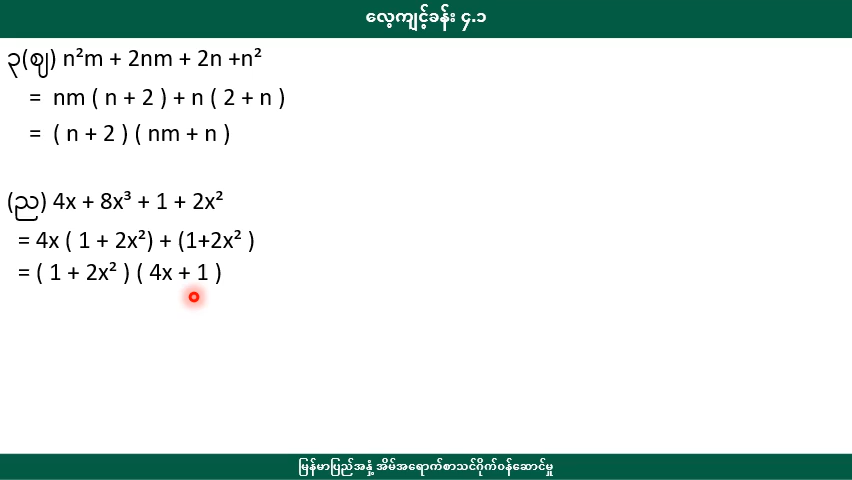 လေ့ကျင့်ခန်း ၄.၁
၃(ဈ) n²m + 2nm + 2n +n²
= nm ( n + 2 ) + n ( 2 + n )
= ( n + 2 ) ( nm + n )
(ည) 4x + 8x³ + 1 + 2x²
= 4x ( 1 + 2x²) + (1+2x² )
= ( 1 + 2x² ) ( 4x + 1 )
မြန်မာပြည်အနှံ့ အိမ်အရောက်စာသင်ဝိုက်ဝန်ဆောင်မှု